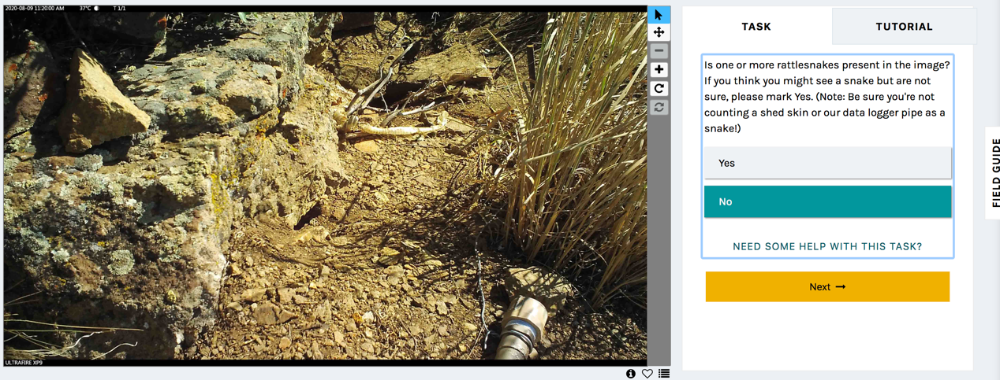 2020-08-09 11:20:00 AM 37°C T 1/1
TASK
TUTORIAL
Is one or more rattlesnakes present in the image?
If you think you might see a snake but are not
sure, please mark Yes. (Note: Be sure you're not
counting a shed skin or our data logger pipe as a
snake!)
Yes
No
NEED SOME HELP WITH THIS TASK?
Next →
FIELD GUIDE
ULTRAFIRE XP9